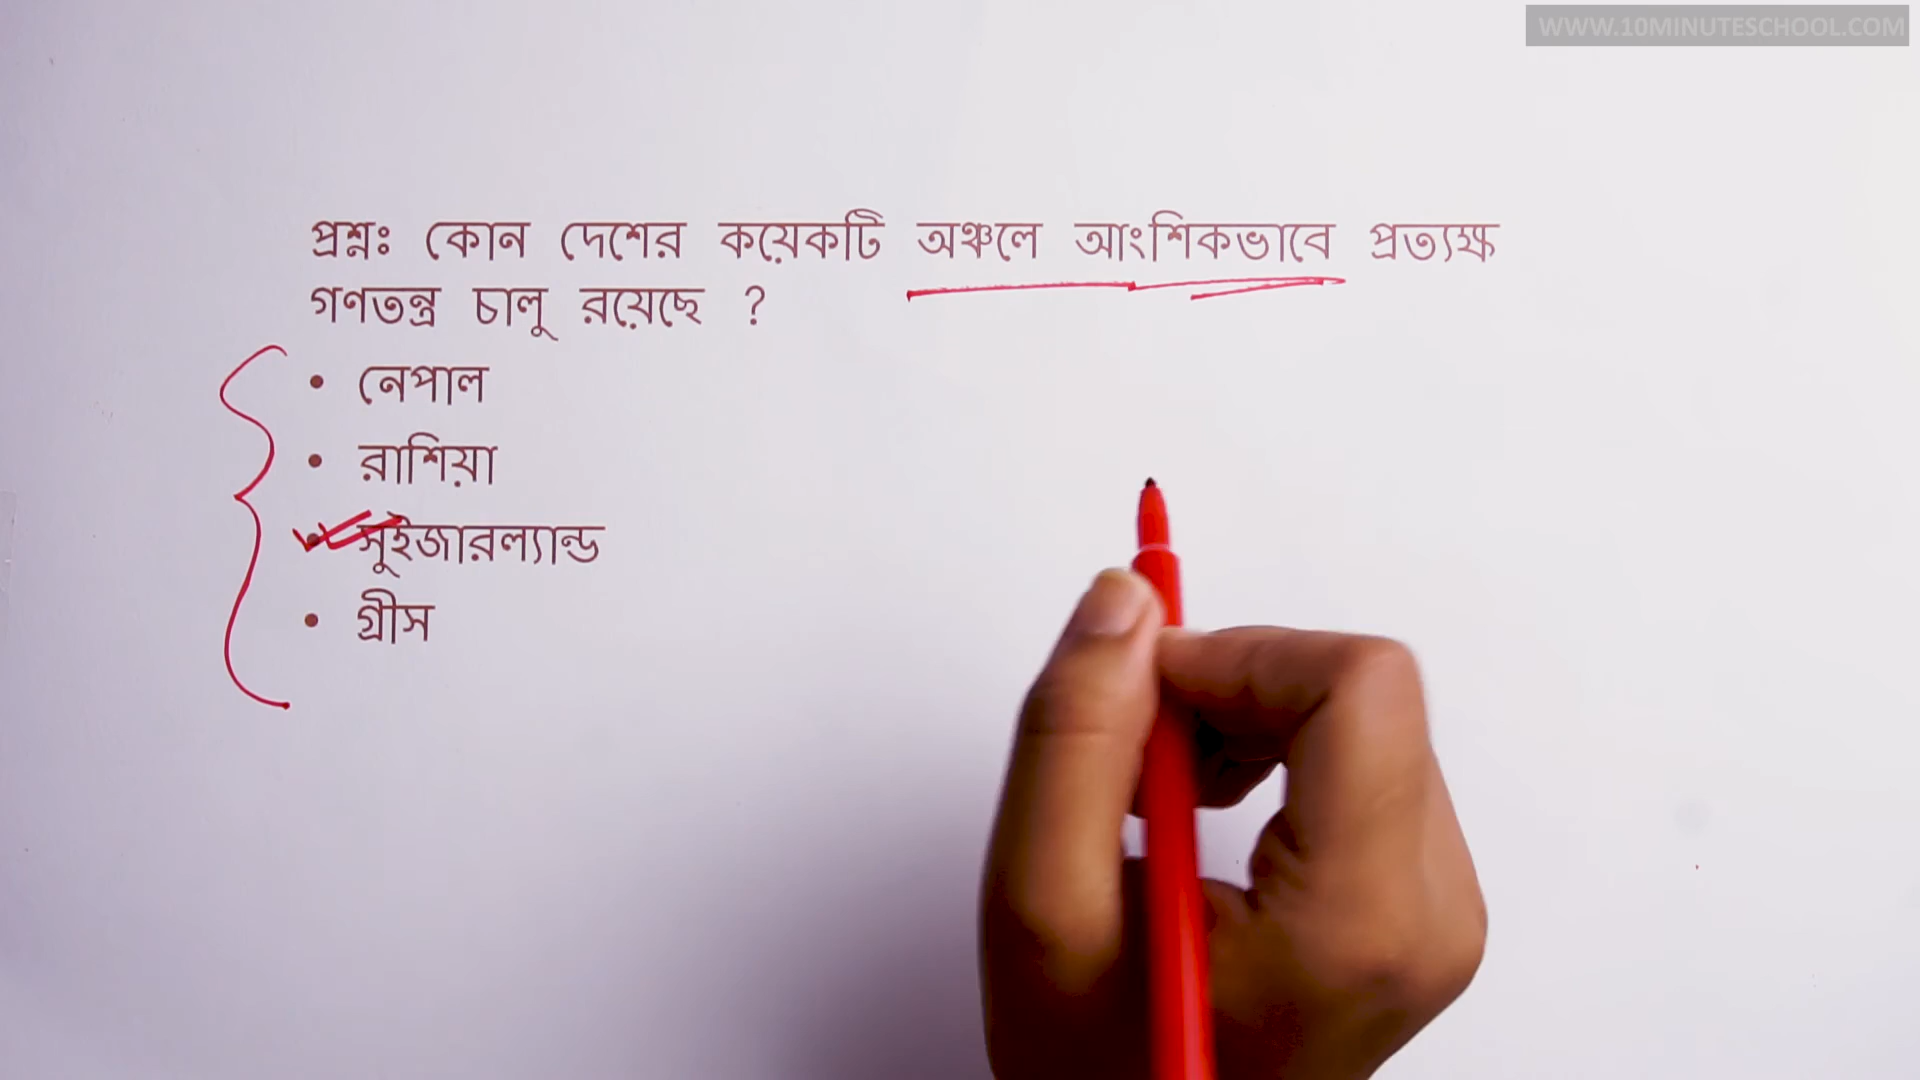 WWW.10MINUTESCHOOL.COM
প্রশ্নঃ কোন দেশের কয়েকটি অঞ্চলে আংশিকভাবে প্রত্যক্ষ
গণতন্ত্র চালু রয়েছে ?
• নেপাল
• রাশিয়া
• সুইজারল্যান্ড
• গ্রীস